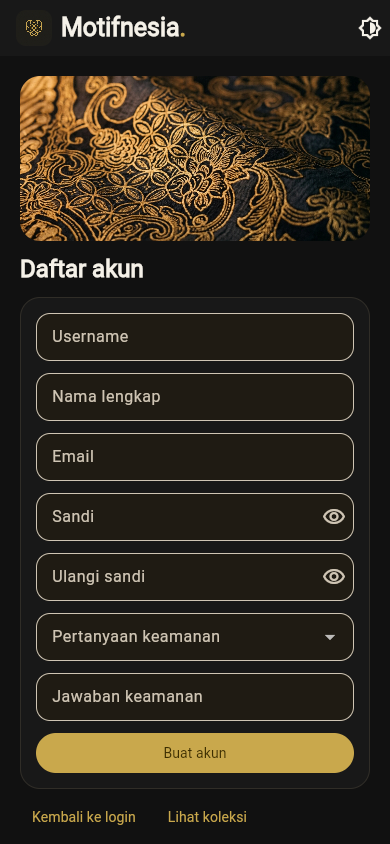 Motifnesia.
Daftar akun
Username
Nama lengkap
Email
Sandi
Ulangi sandi
Pertanyaan keamanan
Jawaban keamanan
Buat akun
Kembali ke login Lihat koleksi